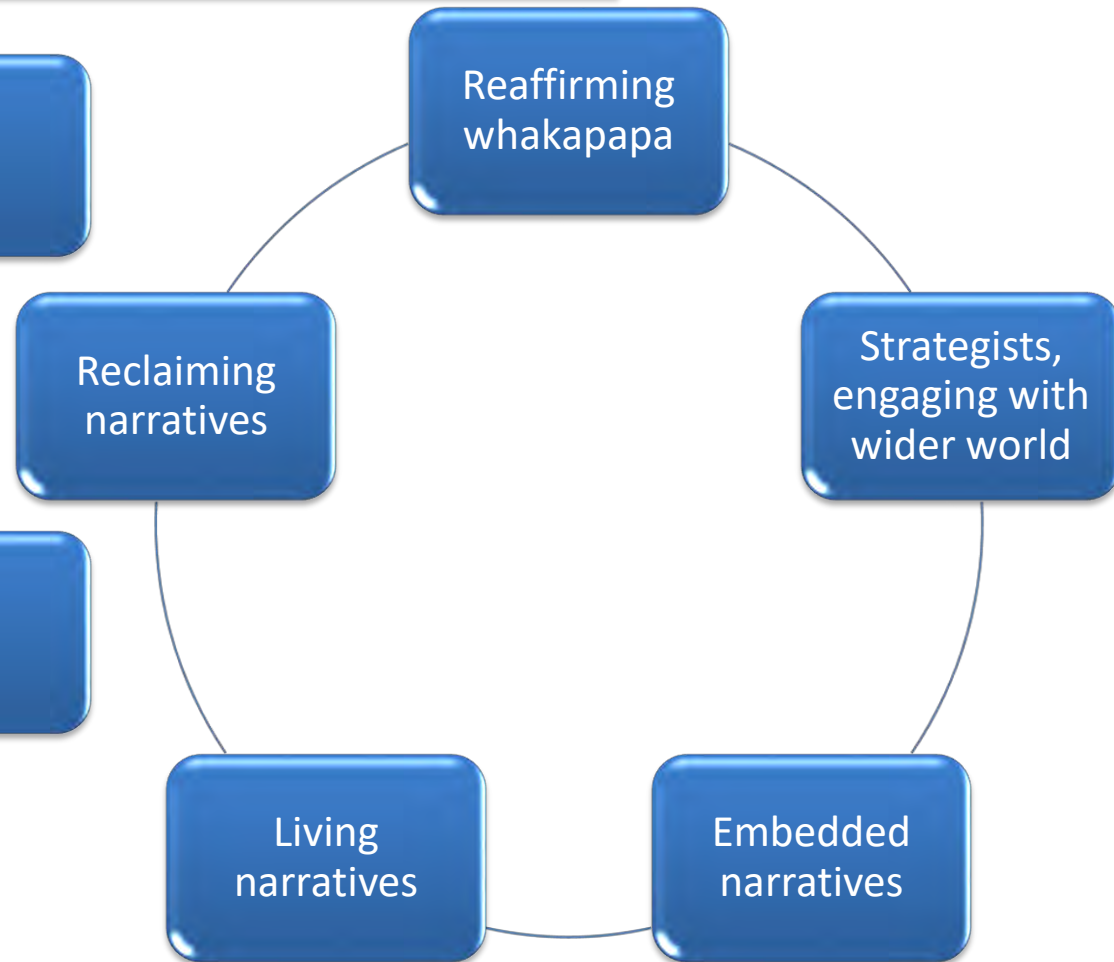 Reaffirming
whakapapa
Strategists,
engaging with
wider world
Embedded
narratives
Living
narratives
Reclaiming
narratives